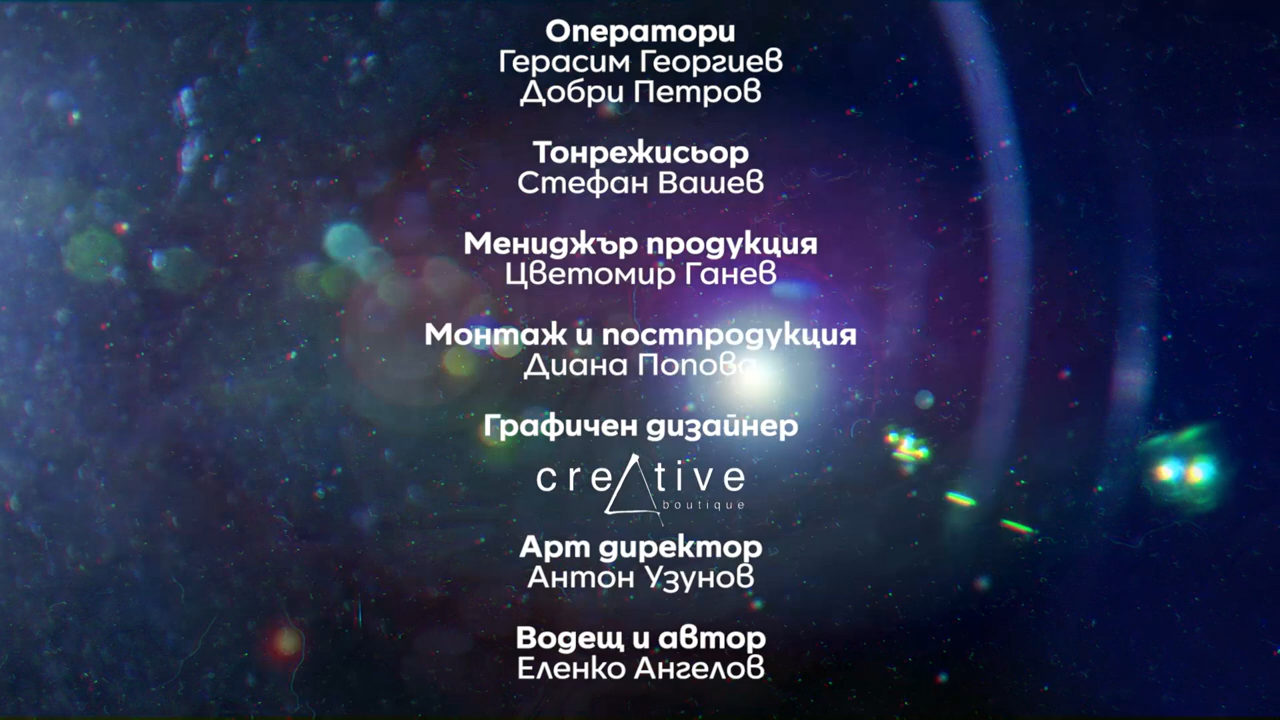 Оператори
Герасим Георгиев
Добри Петров
Тонрежисьор
Стефан Вашев
Мениджър продукция
Цветомир Ганев
Монтаж и постпродукция
Диана Попова
Графичен дизайнер
creative
boutique
Арт директор
Антон Узунов
Водещ и автор
Еленко Ангелов